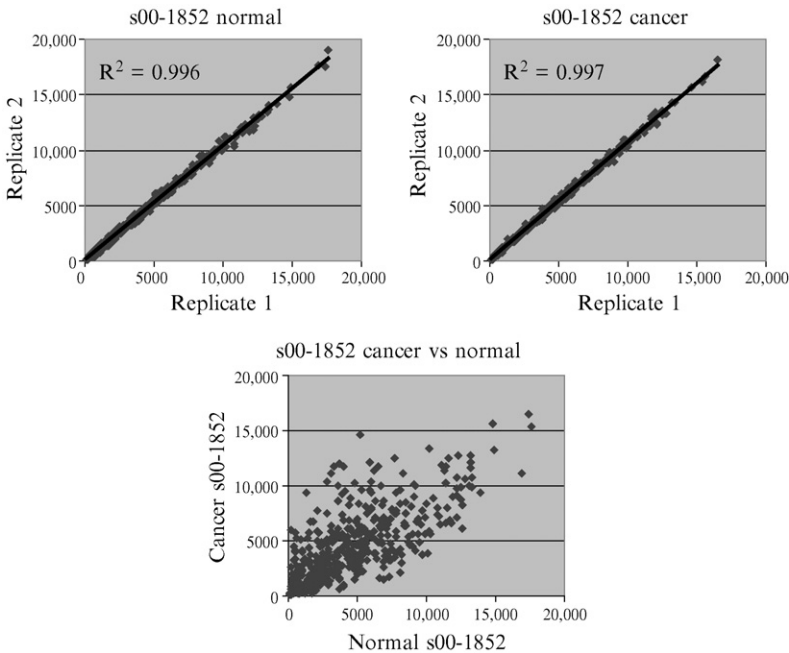 s00-1852 normal
20,000
15,000
10,000
5000
0
R² = 0.996
Replicate 2
0
5000
10,000
15,000
20,000
Replicate 1
s00-1852 cancer
20,000
15,000
10,000
5000
0
R² = 0.997
Replicate 2
0
5000
10,000
15,000
20,000
Replicate 1
s00-1852 cancer vs normal
20,000
15,000
10,000
5000
0
Cancer s00-1852
0
5000
10,000
15,000
20,000
Normal s00-1852